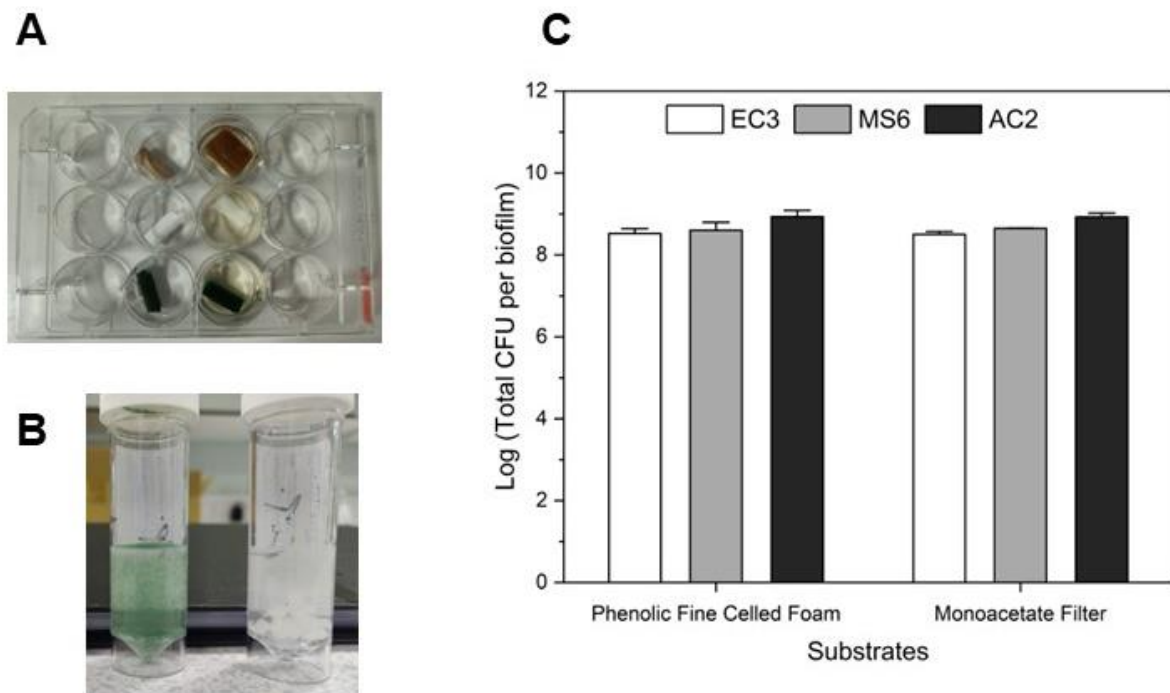 A
B
C
12
10
8
6
4
2
0
Log (Total CFU per biofilm)
EC3 MS6 AC2
Phenolic Fine Celled Foam Monoacetate Filter
Substrates